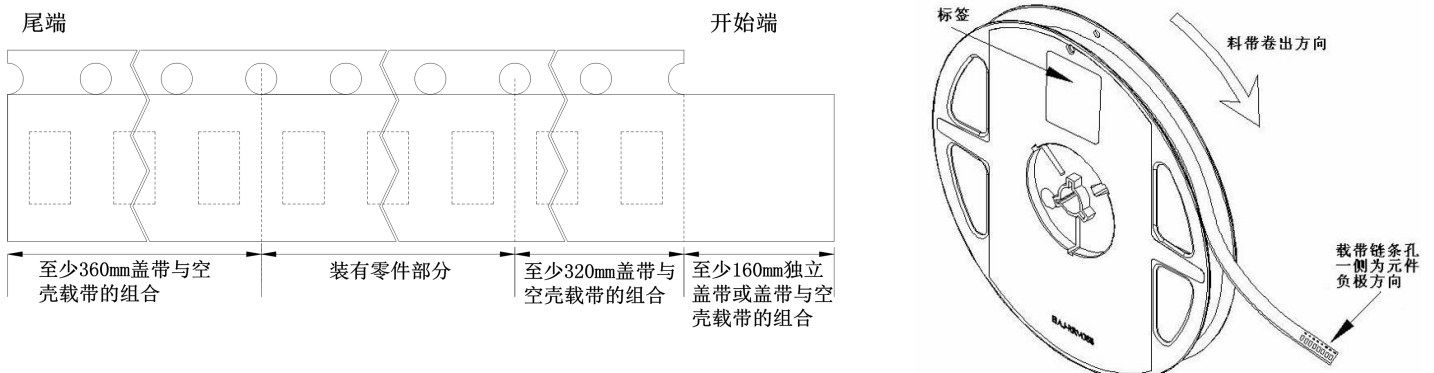 尾端
开始端
至少360mm盖带与空
壳载带的组合
装有零件部分
至少320mm盖带与
空壳载带的组合
至少160mm独立
盖带或盖带与空
壳载带的组合
标签
料带卷出方向
载带链条孔
一侧为元件
负极方向